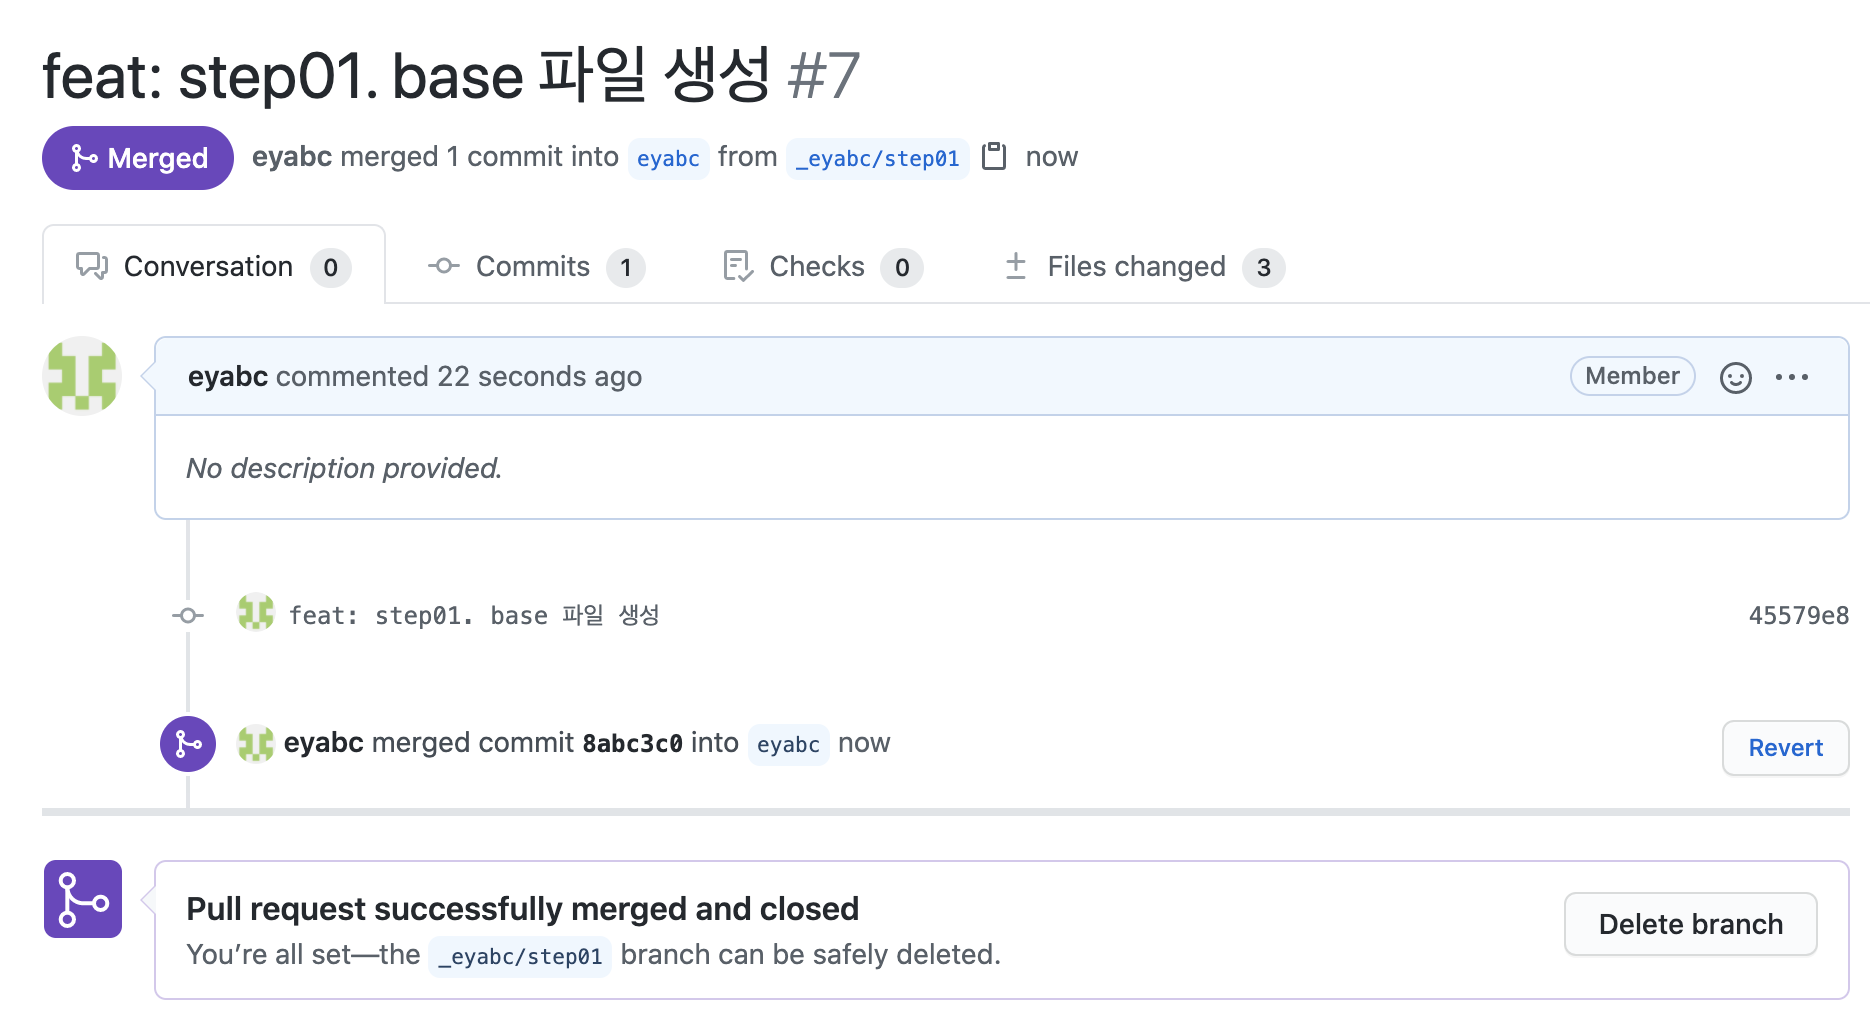 feat: step01. base 파일 생성 #7
Merged eyabc merged 1 commit into eyabc from _eyabc/step01 now
Conversation 0 Commits 1 Checks 0 Files changed 3
eyabc commented 22 seconds ago Member
No description provided.
feat: step01. base 파일 생성 45579e8
eyabc merged commit 8abc3c0 into eyabc now Revert
Pull request successfully merged and closed
You’re all set—the _eyabc/step01 branch can be safely deleted.
Delete branch